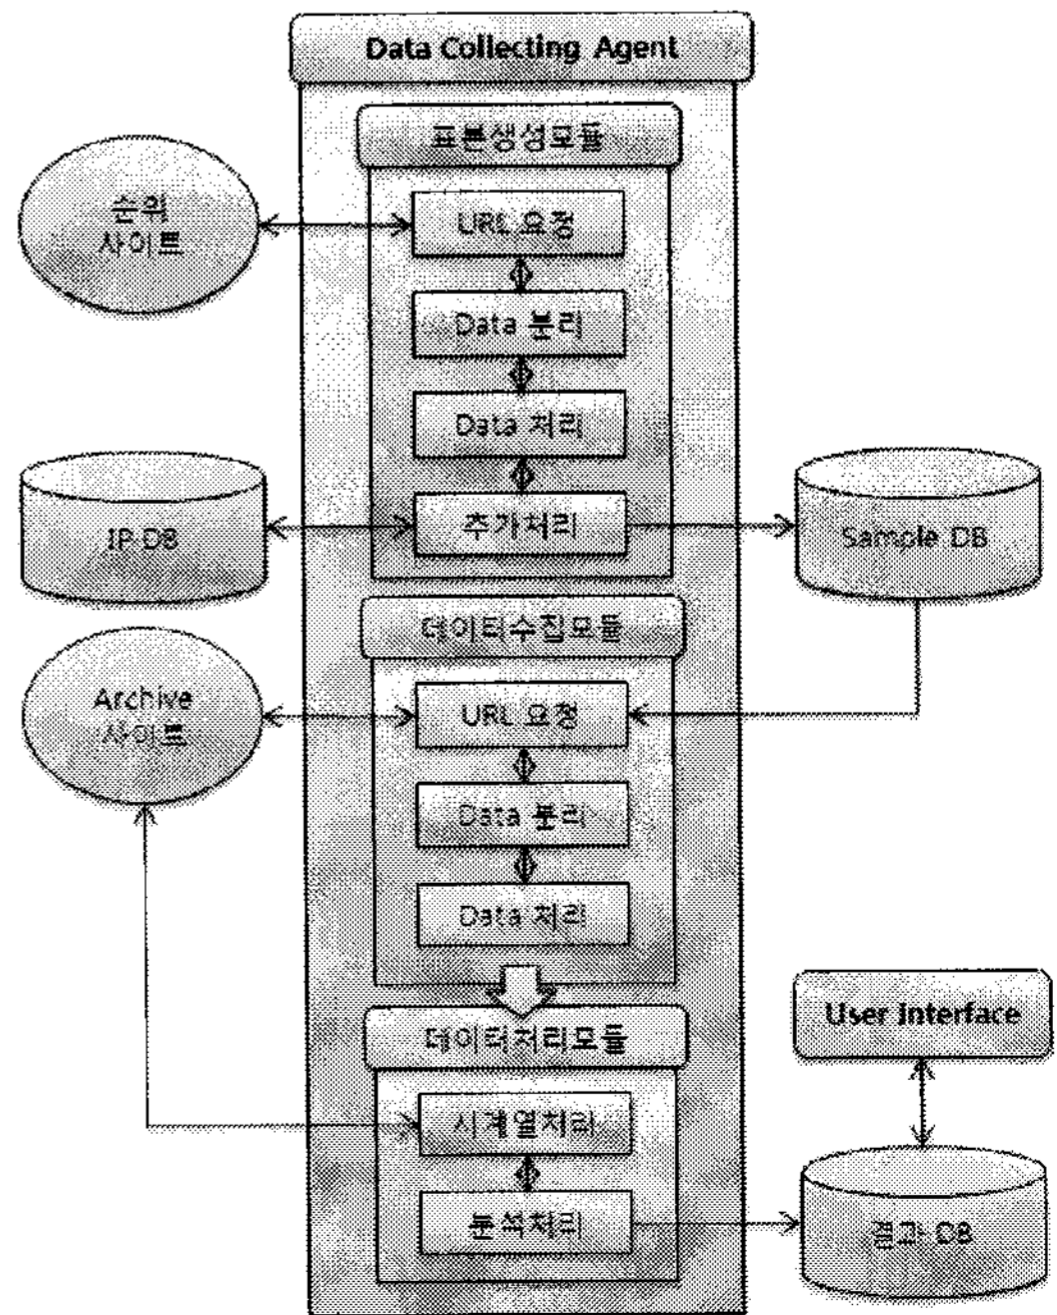 Data Collecting Agent
표본생성모듈
순위
사이트
URL 요청
Data 분리
Data 처리
IP DB
추가처리
Sample DB
데이터수집모듈
Archive
사이트
URL 요청
Data 분리
Data 처리
데이터처리모듈
User Interface
시계열처리
분석처리
결과 DB